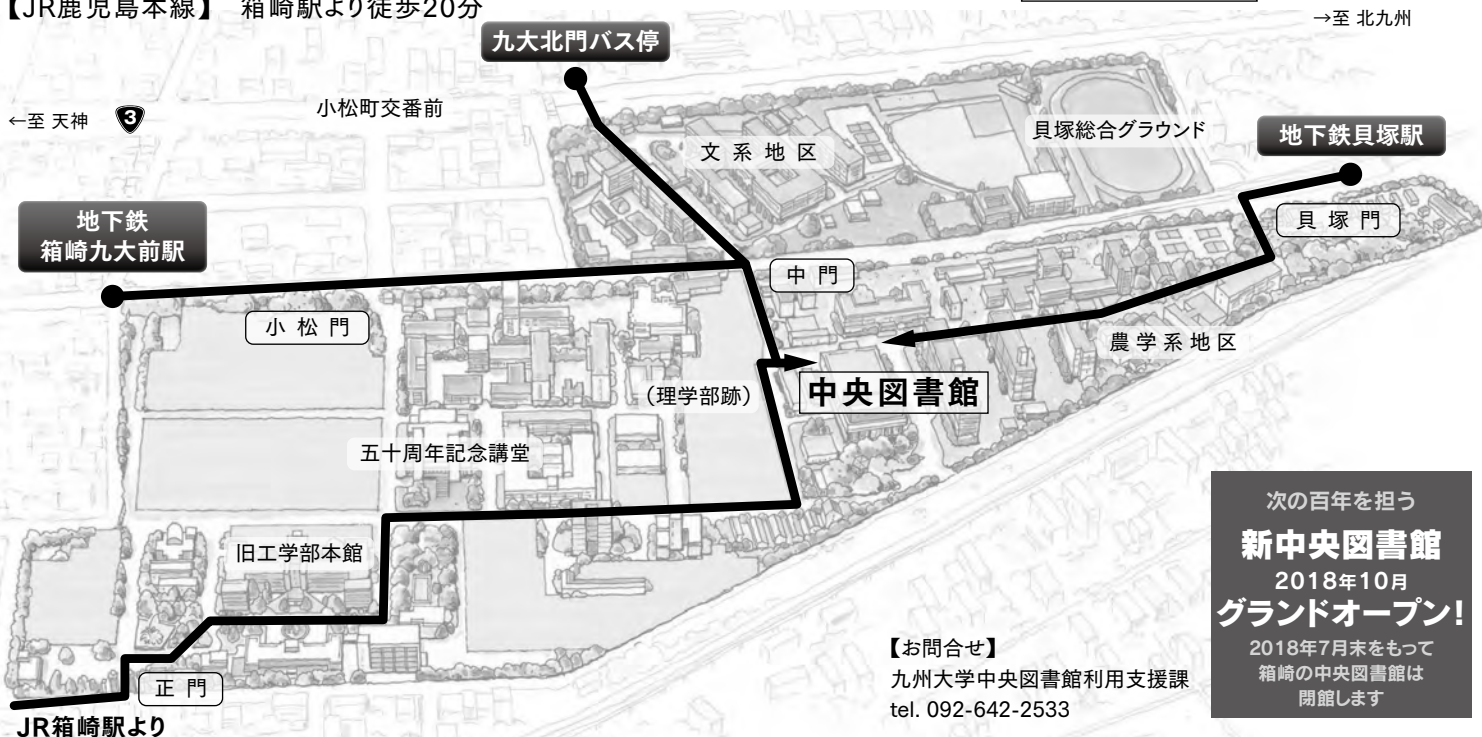 【JR鹿児島本線】 箱崎駅より徒歩20分
→至 北九州
九大北門バス停
←至 天神
3
小松町交番前
文系地区
貝塚総合グラウンド
地下鉄貝塚駅
地下鉄
箱崎九大前駅
貝塚門
中門
小松門
農学系地区
(理学部跡)
中央図書館
五十周年記念講堂
旧工学部本館
正門
JR箱崎駅より
【お問合せ】
九州大学中央図書館利用支援課
tel. 092-642-2533
次の百年を担う
新中央図書館
2018年10月
グランドオープン!
2018年7月末をもって
箱崎の中央図書館は
閉館します